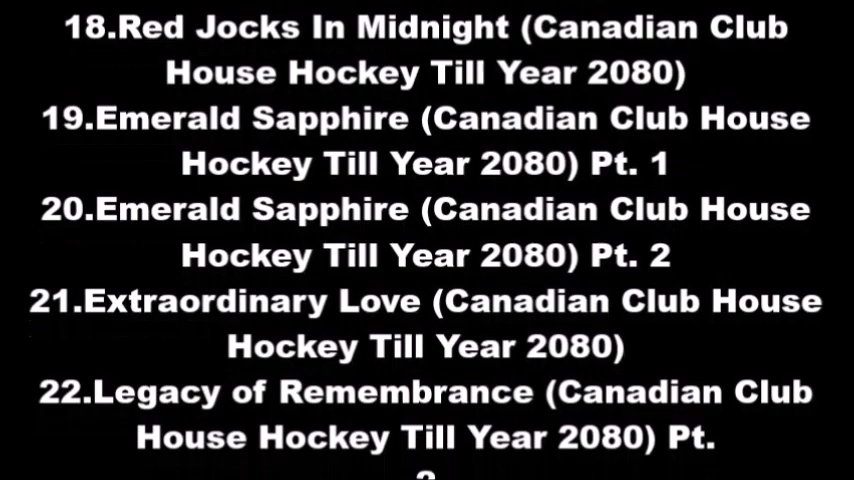 18.Red Jocks In Midnight (Canadian Club
House Hockey Till Year 2080)
19.Emerald Sapphire (Canadian Club House
Hockey Till Year 2080) Pt. 1
20.Emerald Sapphire (Canadian Club House
Hockey Till Year 2080) Pt. 2
21.Extraordinary Love (Canadian Club House
Hockey Till Year 2080)
22.Legacy of Remembrance (Canadian Club
House Hockey Till Year 2080) Pt.